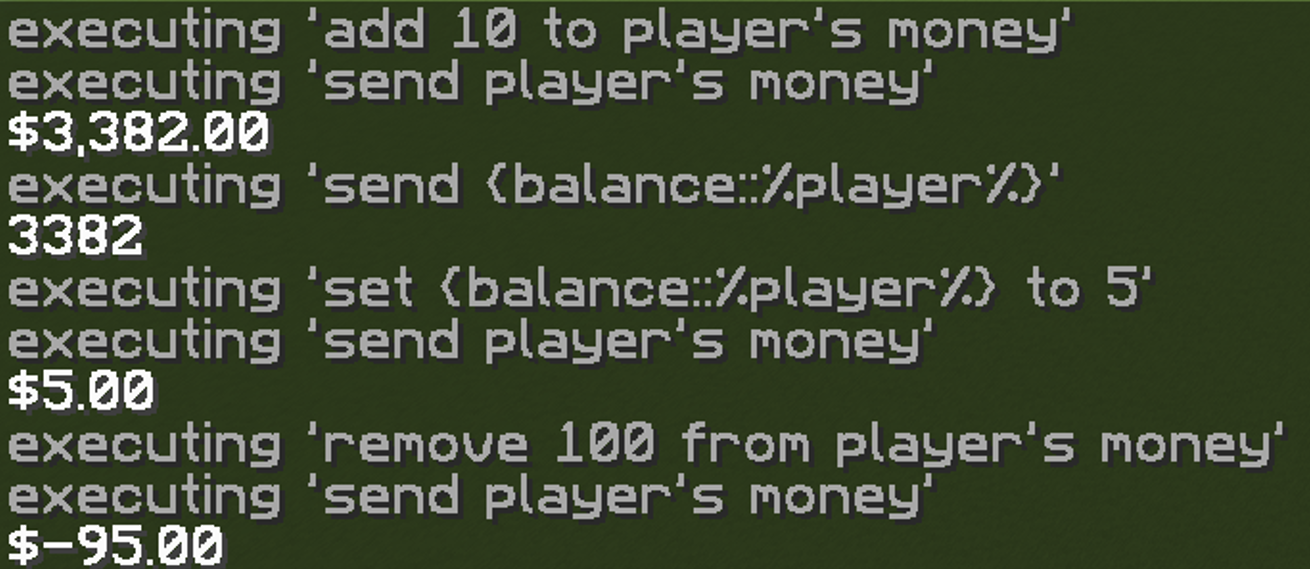 executing 'add 10 to player's money'
executing 'send player's money'
$3,382.00
executing 'send {balance::%player%}'
3382
executing 'set {balance::%player%} to 5'
executing 'send player's money'
$5.00
executing 'remove 100 from player's money'
executing 'send player's money'
$-95.00